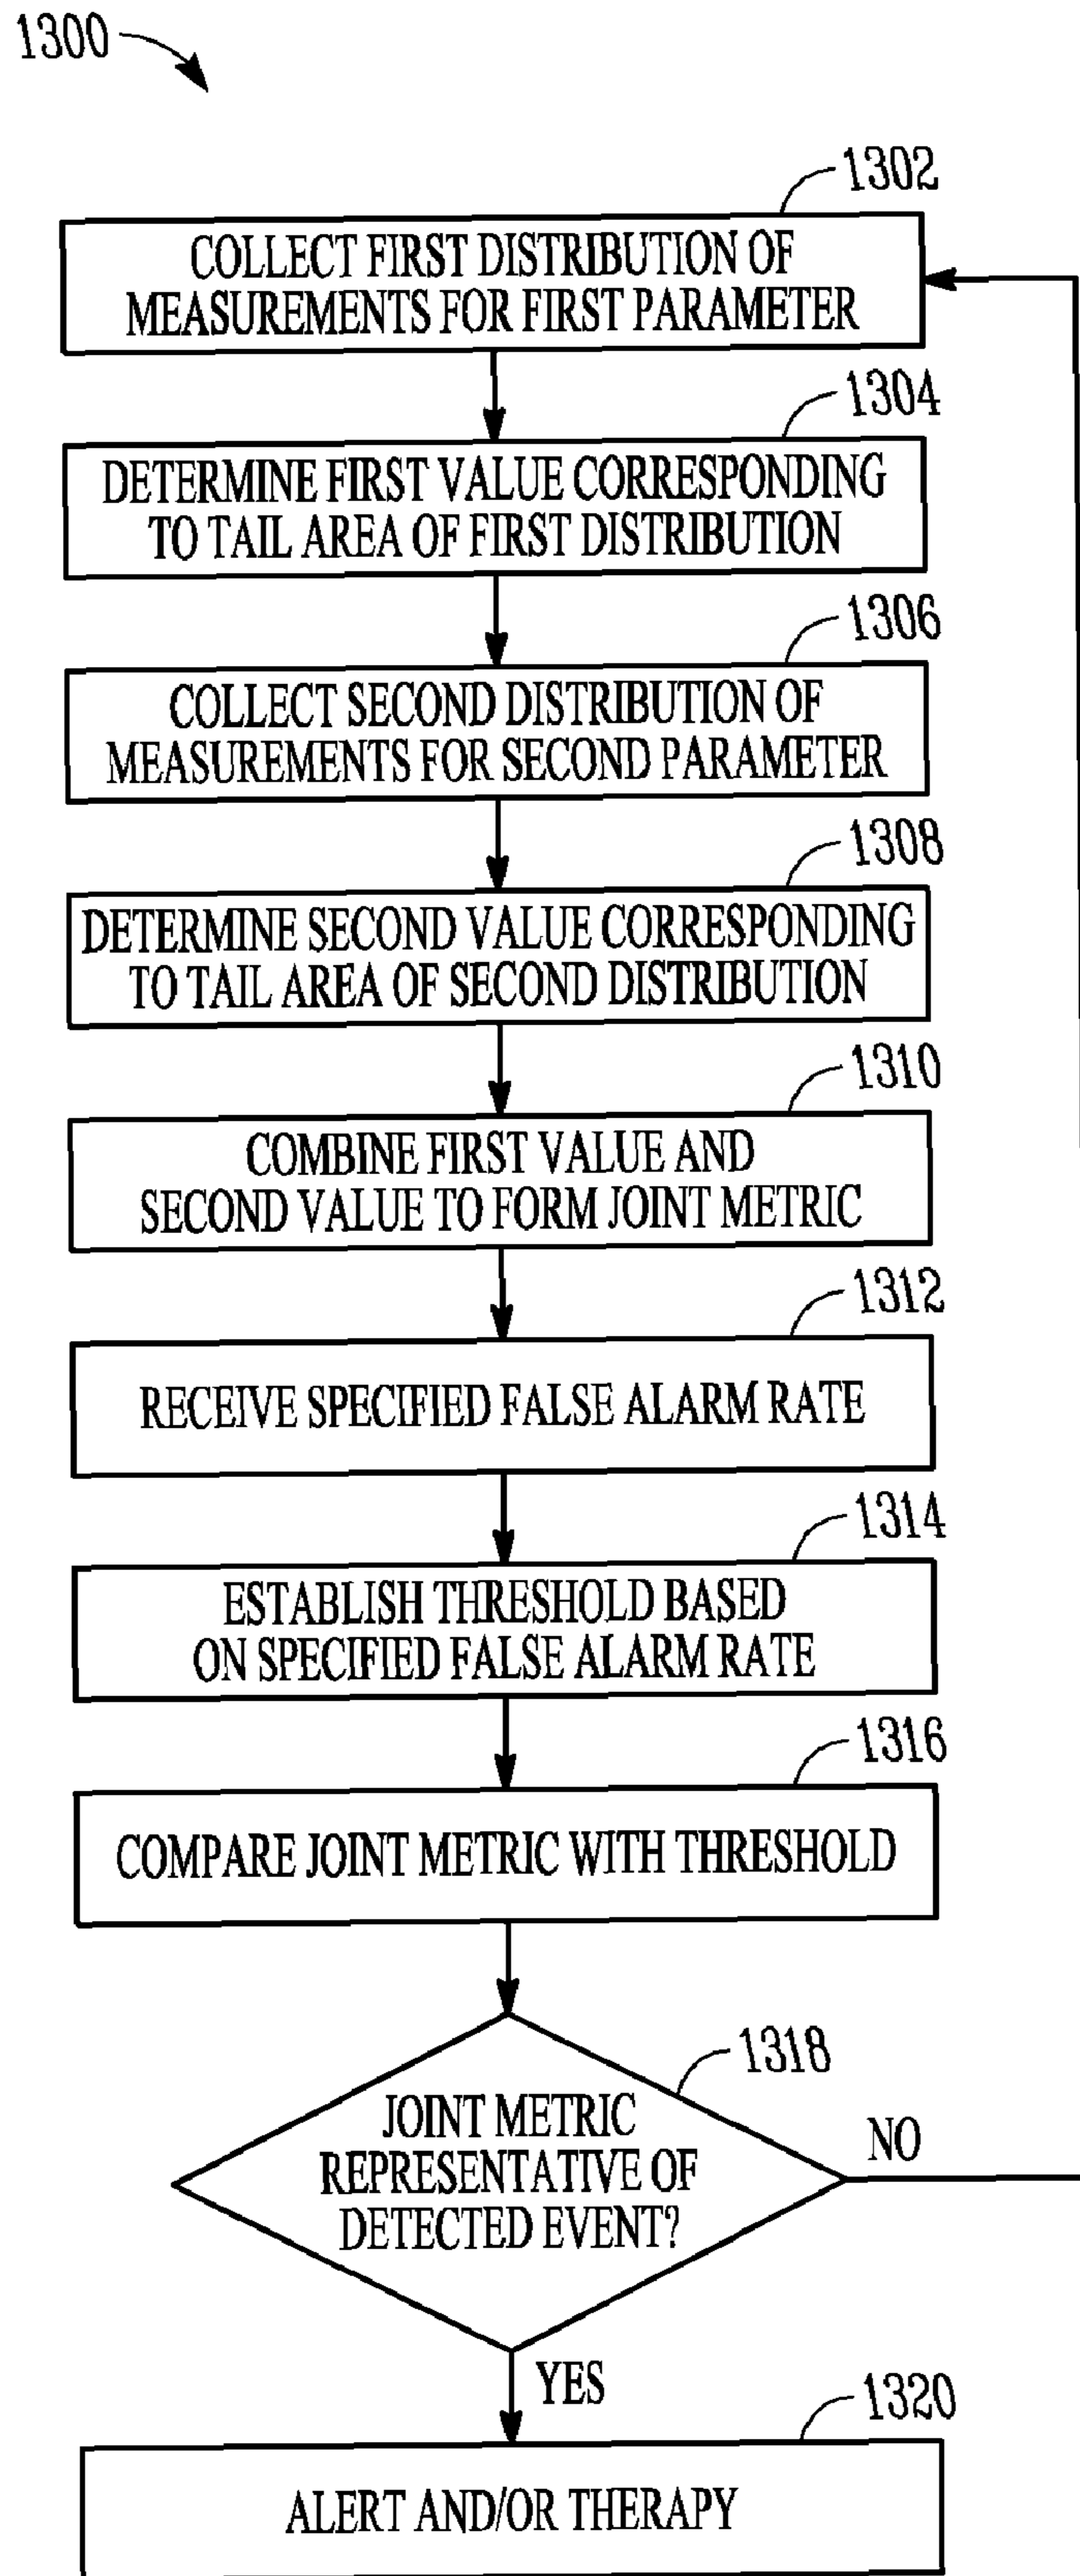 1300
1302
COLLECT FIRST DISTRIBUTION OF
MEASUREMENTS FOR FIRST PARAMETER
1304
DETERMINE FIRST VALUE CORRESPONDING
TO TAIL AREA OF FIRST DISTRIBUTION
1306
COLLECT SECOND DISTRIBUTION OF
MEASUREMENTS FOR SECOND PARAMETER
1308
DETERMINE SECOND VALUE CORRESPONDING
TO TAIL AREA OF SECOND DISTRIBUTION
1310
COMBINE FIRST VALUE AND
SECOND VALUE TO FORM JOINT METRIC
1312
RECEIVE SPECIFIED FALSE ALARM RATE
1314
ESTABLISH THRESHOLD BASED
ON SPECIFIED FALSE ALARM RATE
1316
COMPARE JOINT METRIC WITH THRESHOLD
1318
JOINT METRIC
REPRESENTATIVE OF
DETECTED EVENT?
NO
YES
1320
ALERT AND/OR THERAPY